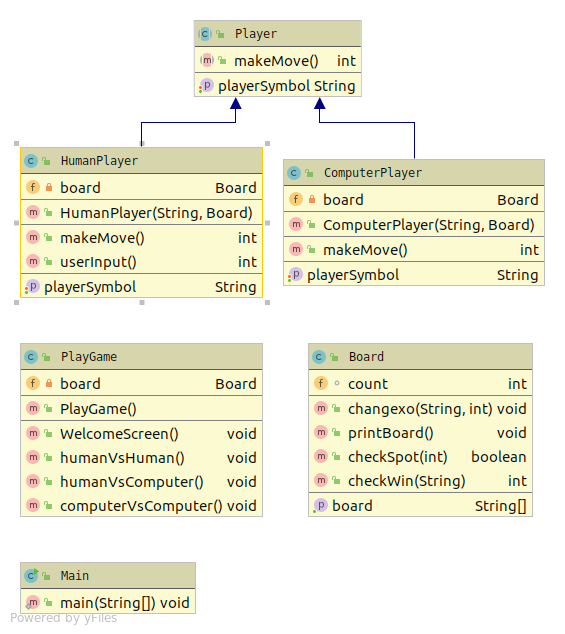 Player
makeMove() int
playerSymbol String
HumanPlayer
board Board
HumanPlayer(String, Board)
makeMove() int
userInput() int
playerSymbol String
ComputerPlayer
board Board
ComputerPlayer(String, Board)
makeMove() int
playerSymbol String
PlayGame
board Board
PlayGame()
WelcomeScreen() void
humanVsHuman() void
humanVsComputer() void
computerVsComputer() void
Board
count int
changexo(String, int) void
printBoard() void
checkSpot(int) boolean
checkWin(String) int
board String[]
Main
main(String[]) void
Powered by yFiles